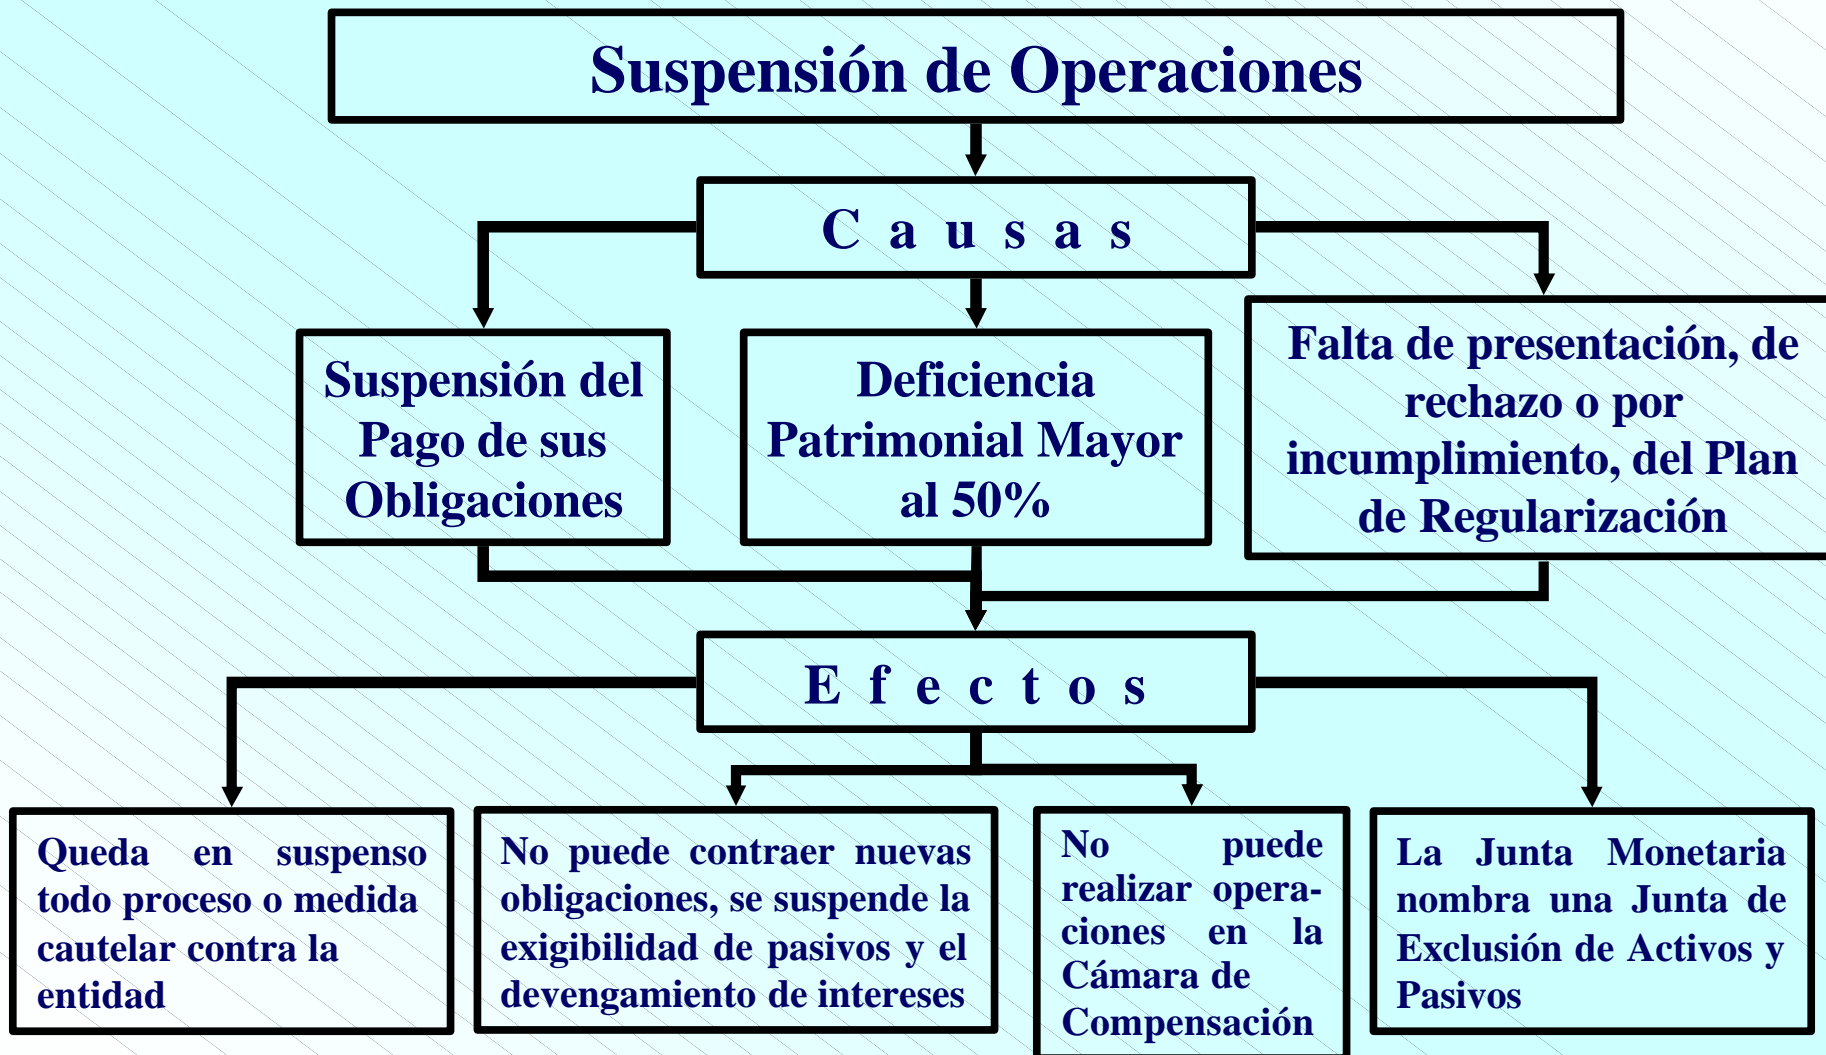 Suspensión de Operaciones
C a u s a s
Suspensión del
Pago de sus
Obligaciones
Deficiencia
Patrimonial Mayor
al 50%
Falta de presentación, de
rechazo o por
incumplimiento, del Plan
de Regularización
E f e c t o s
Queda en suspenso
todo proceso o medida
cautelar contra la
entidad
No puede contraer nuevas
obligaciones, se suspende la
exigibilidad de pasivos y el
devengamiento de intereses
No puede
realizar opera-
ciones en la
Cámara de
Compensación
La Junta Monetaria
nombra una Junta de
Exclusión de Activos y
Pasivos